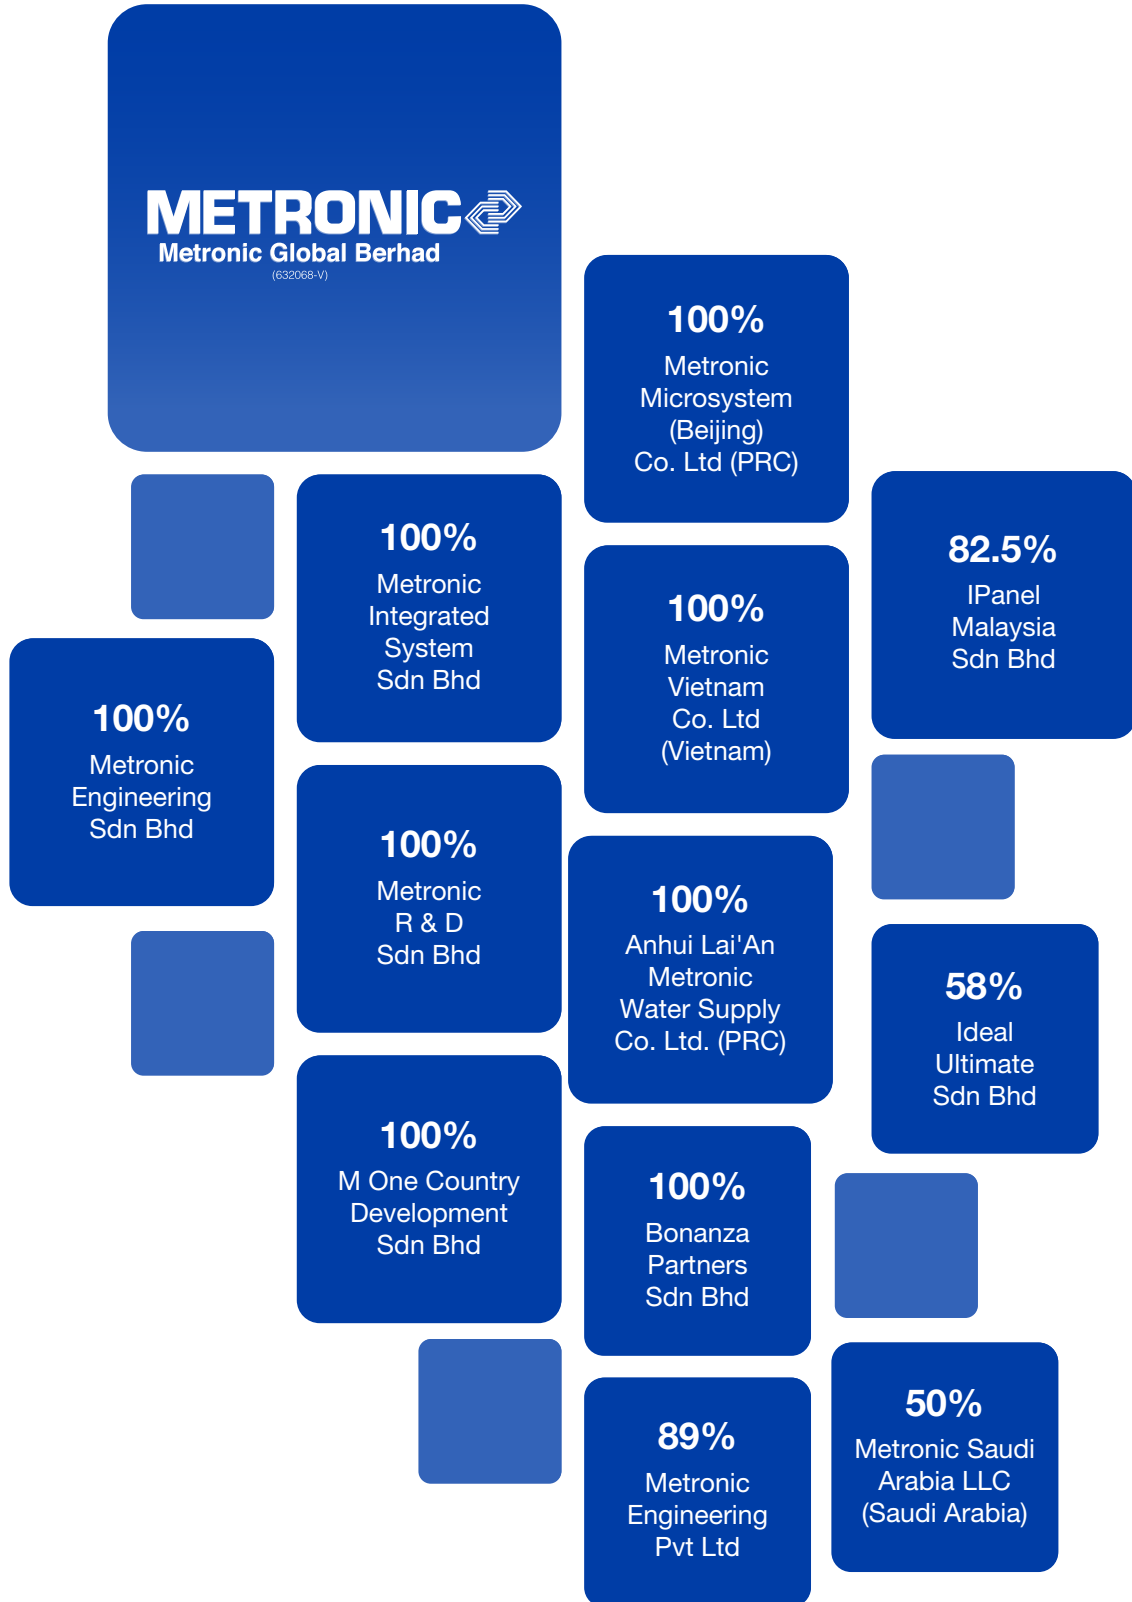 METRONIC
Metronic Global Berhad
(632068-V)
100%
Metronic
Microsystem
(Beijing)
Co. Ltd (PRC)
100%
Metronic
Integrated
System
Sdn Bhd
82.5%
IPanel
Malaysia
Sdn Bhd
100%
Metronic
Vietnam
Co. Ltd
(Vietnam)
100%
Metronic
Engineering
Sdn Bhd
100%
Metronic
R & D
Sdn Bhd
100%
Anhui Lai'An
Metronic
Water Supply
Co. Ltd. (PRC)
58%
Ideal
Ultimate
Sdn Bhd
100%
M One Country
Development
Sdn Bhd
100%
Bonanza
Partners
Sdn Bhd
50%
Metronic Saudi
Arabia LLC
(Saudi Arabia)
89%
Metronic
Engineering
Pvt Ltd